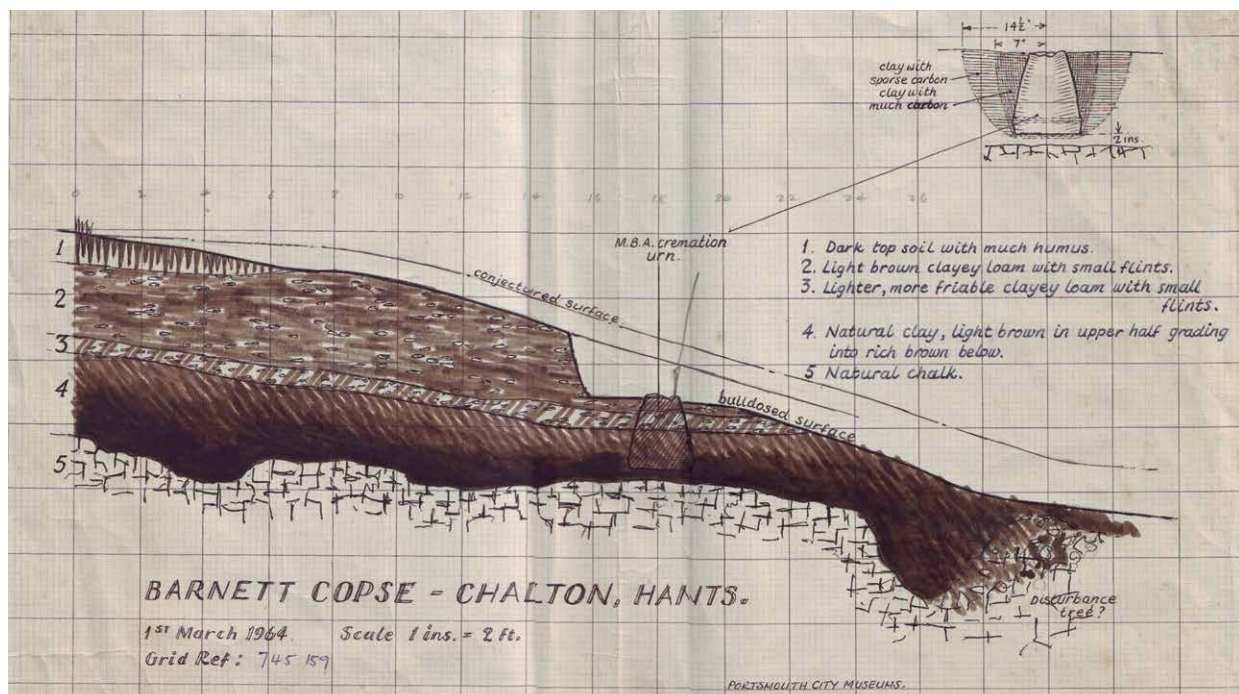 14½"
7"
clay with
sparse carbon
clay with
much carbon
2 ins.
0 2 4 6 8 10 12 14 16 18 20 22 24 26
M.B.A. cremation
urn.
conjectured surface
bulldosed surface
1
2
3
4
5
1. Dark top soil with much humus.
2. Light brown clayey loam with small flints.
3. Lighter, more friable clayey loam with small
flints.
4. Natural clay, light brown in upper half grading
into rich brown below.
5 Natural chalk.
Disturbance
tree?
BARNETT COPSE - CHALTON, HANTS.
1ST March 1964. Scale 1 ins. = 2 ft.
Grid Ref: 745 159
PORTSMOUTH CITY MUSEUMS.